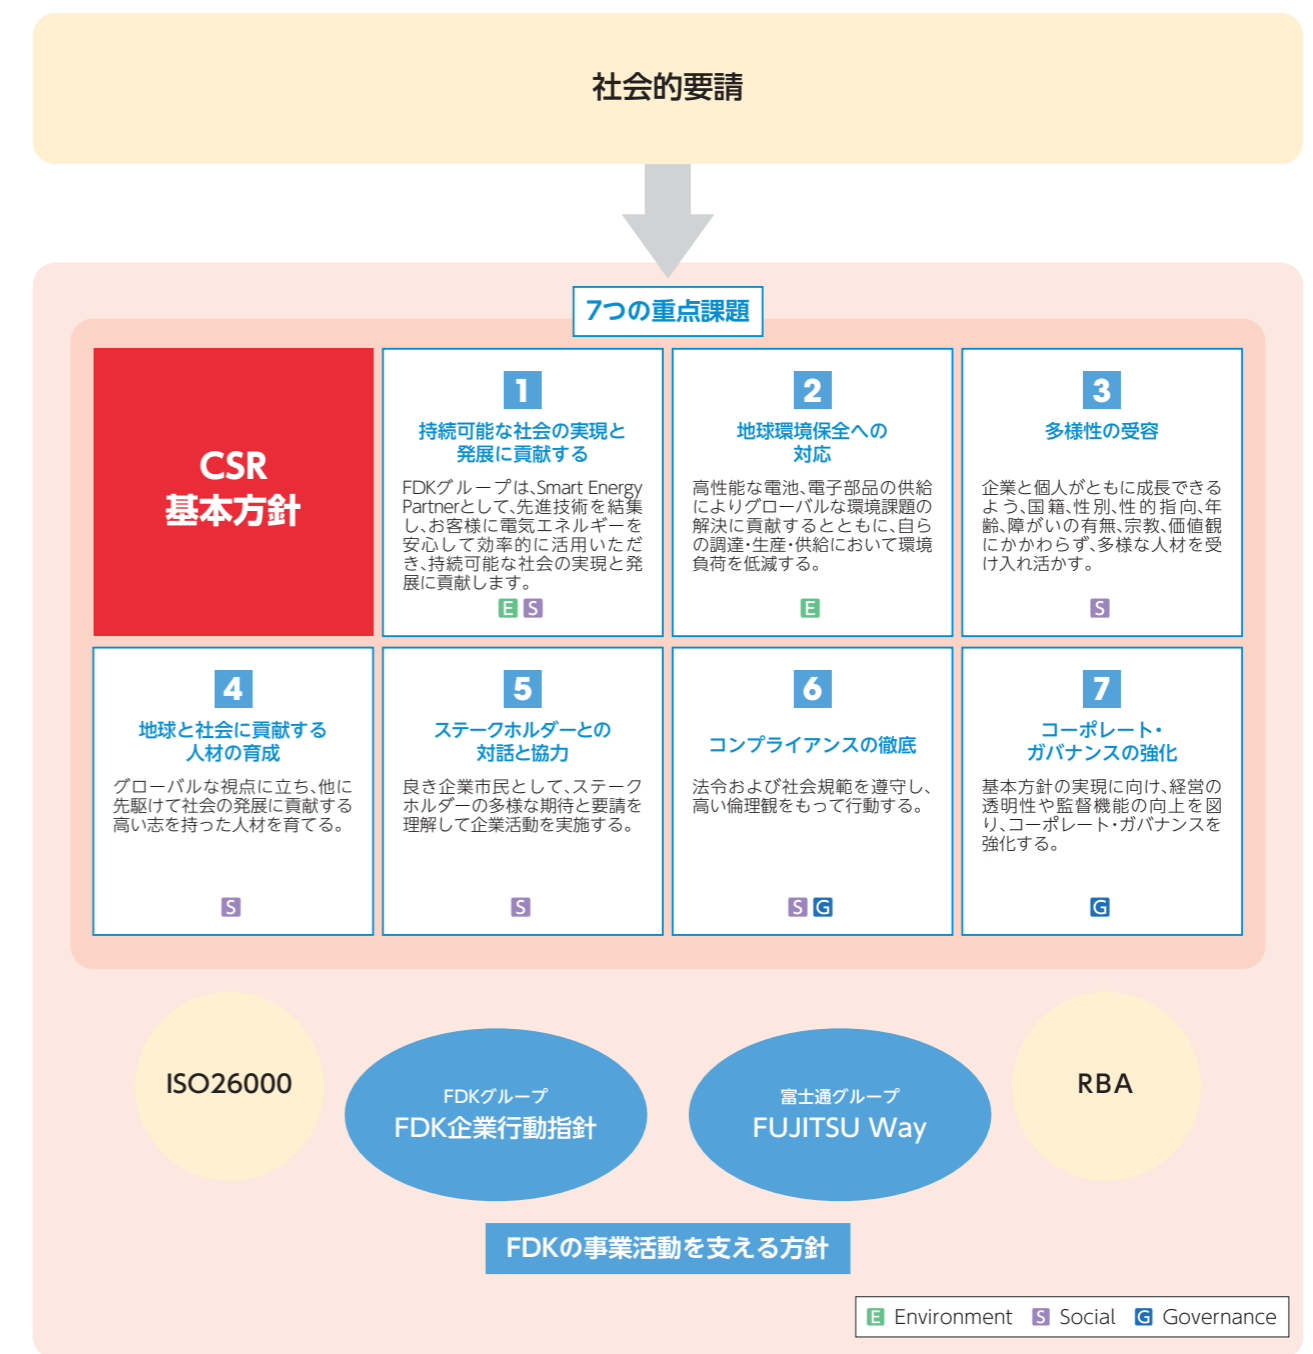 社会的要請
7つの重点課題
CSR
基本方針
1
持続可能な社会の実現と
発展に貢献する
FDKグループは、Smart Energy
Partnerとして、先進技術を結集
し、お客様に電気エネルギーを
安心して効率的に活用いただ
き、持続可能な社会の実現と発
展に貢献します。
E S
2
地球環境保全への
対応
高性能な電池、電子部品の供給
によりグローバルな環境課題の
解決に貢献するとともに、自ら
の調達・生産・供給において環境
負荷を低減する。
E
3
多様性の受容
企業と個人がともに成長できる
よう、国籍、性別、性的指向、年
齢、障がいの有無、宗教、価値観
にかかわらず、多様な人材を受
け入れ活かす。
S
4
地球と社会に貢献する
人材の育成
グローバルな視点に立ち、他に
先駆けて社会の発展に貢献する
高い志を持った人材を育てる。
S
5
ステークホルダーとの
対話と協力
良き企業市民として、ステーク
ホルダーの多様な期待と要請を
理解して企業活動を実施する。
S
6
コンプライアンスの徹底
法令および社会規範を遵守し、
高い倫理観をもって行動する。
S G
7
コーポレート・
ガバナンスの強化
基本方針の実現に向け、経営の
透明性や監督機能の向上を図
り、コーポレート・ガバナンスを
強化する。
G
ISO26000
FDKグループ
FDK企業行動指針
富士通グループ
FUJITSU Way
RBA
FDKの事業活動を支える方針
E Environment S Social G Governance